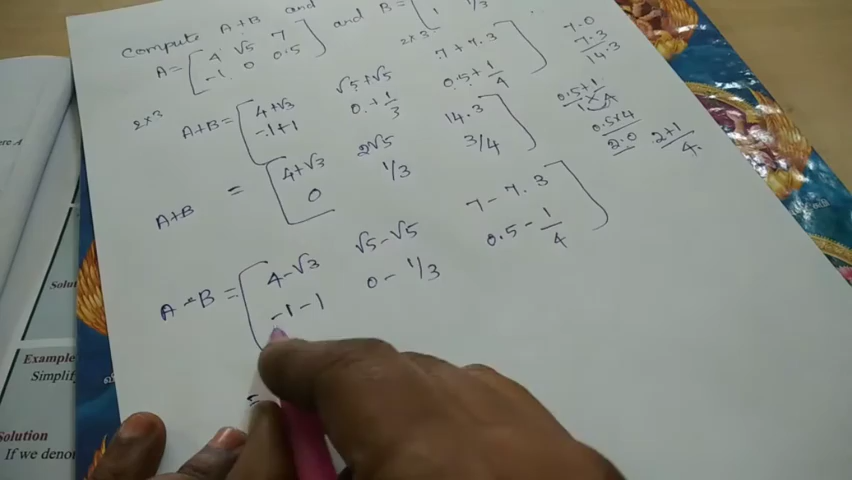 Compute A+B and
A = [ 4 √5 7 and B = [
-1 0 0.5 ] 1 1/3
2×3
2×3 A+B = [ 4+√3 √5+√5 7+7.3
-1+1 0+1/3 0.5+1/4 ]
7.0
7.3
14.3
A+B = [ 4+√3 2√5 14.3
0 1/3 3/4 ]
0.5+1
1×4
0.5×4
2.0 2+1
4
A-B = [ 4-√3 √5-√5 7-7.3
-1-1 0-1/3 0.5-1/4 ]
=
Example
Simplif
Solution
If we deno